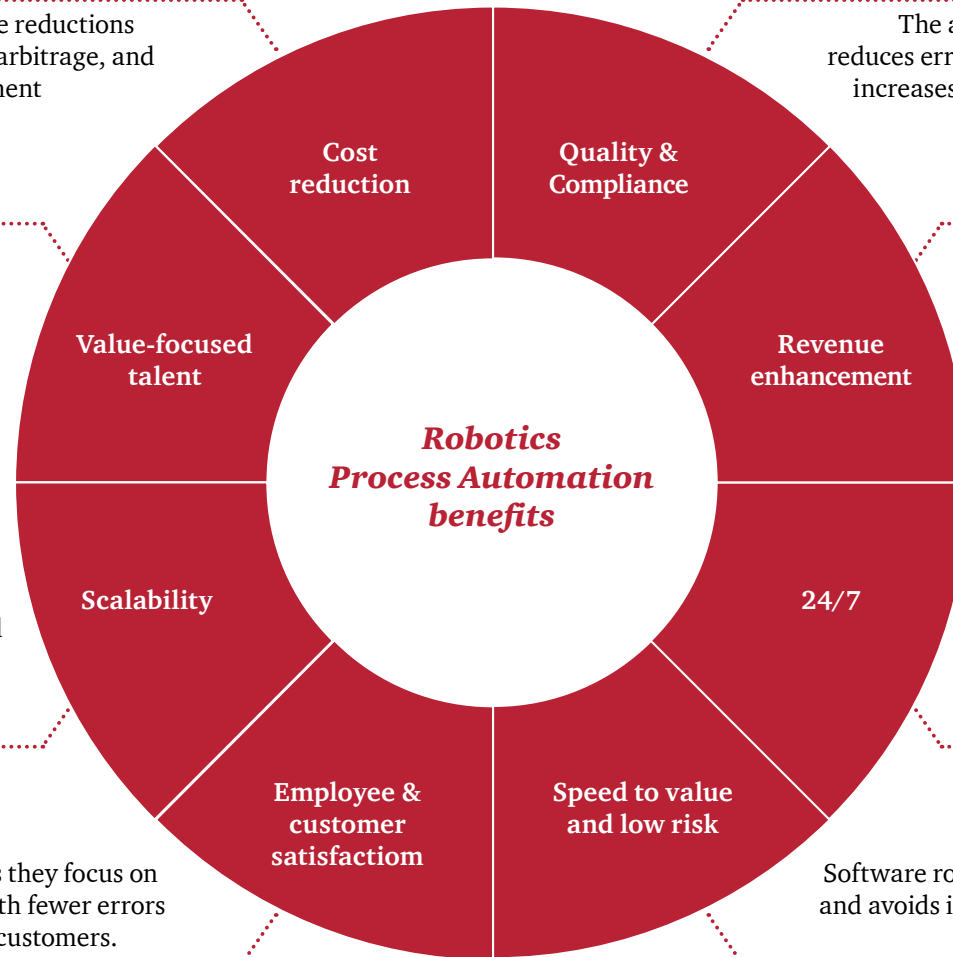 e reductions
arbitrage, and
nent
The a
reduces err
increases
Cost
reduction
Quality &
Compliance
Value-focused
talent
Revenue
enhancement
Robotics
Process Automation
benefits
Scalability
24/7
Employee &
customer
satisfactiom
Speed to value
and low risk
s they focus on
th fewer errors
customers.
Software ro
and avoids i